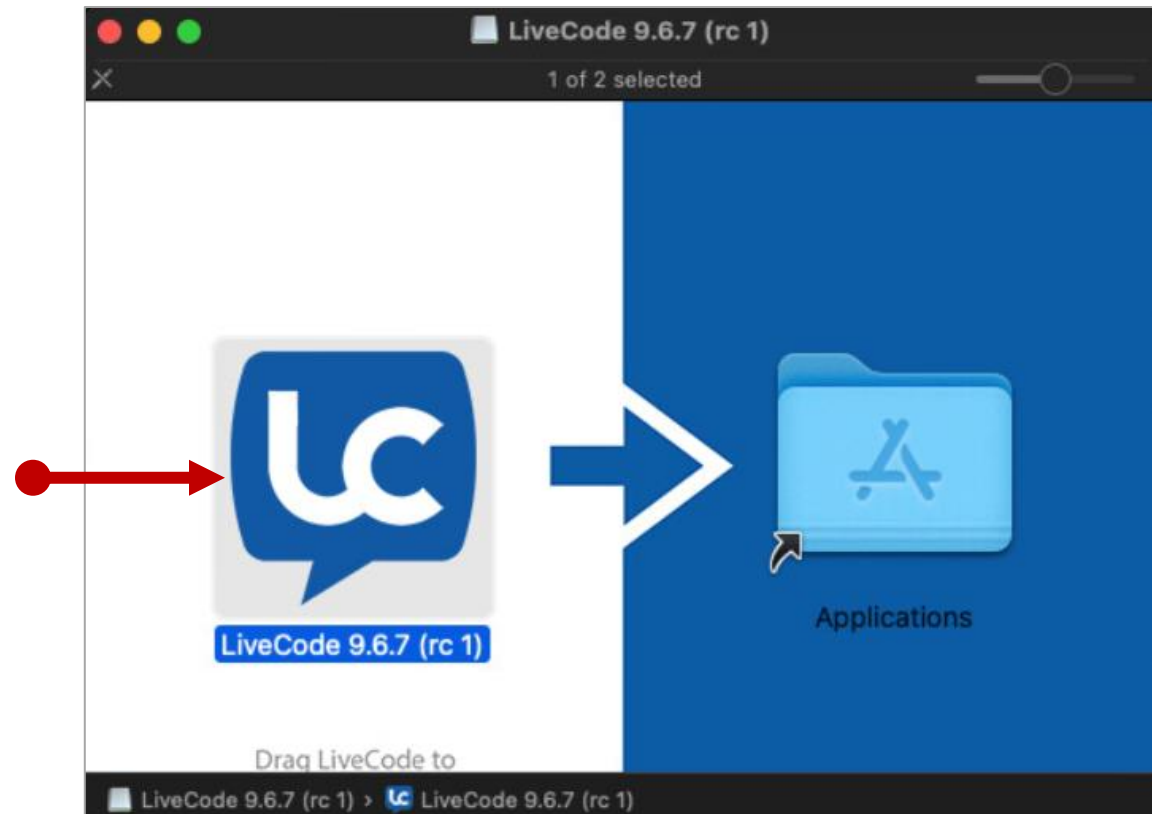 LiveCode 9.6.7 (rc 1)
1 of 2 selected
LC
LiveCode 9.6.7 (rc 1)
Applications
Drag LiveCode to
LiveCode 9.6.7 (rc 1) › LC LiveCode 9.6.7 (rc 1)